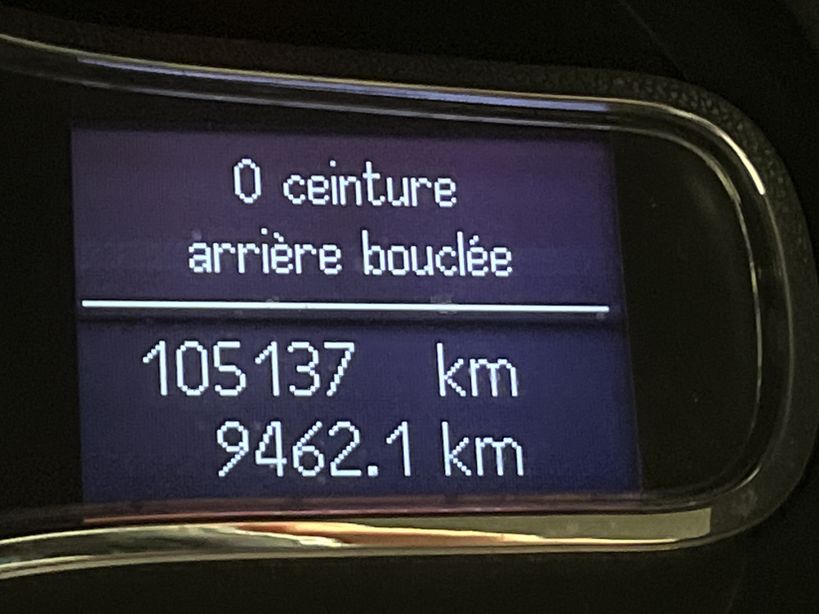 0 ceinture
arrière bouclée
105137 km
9462.1 km